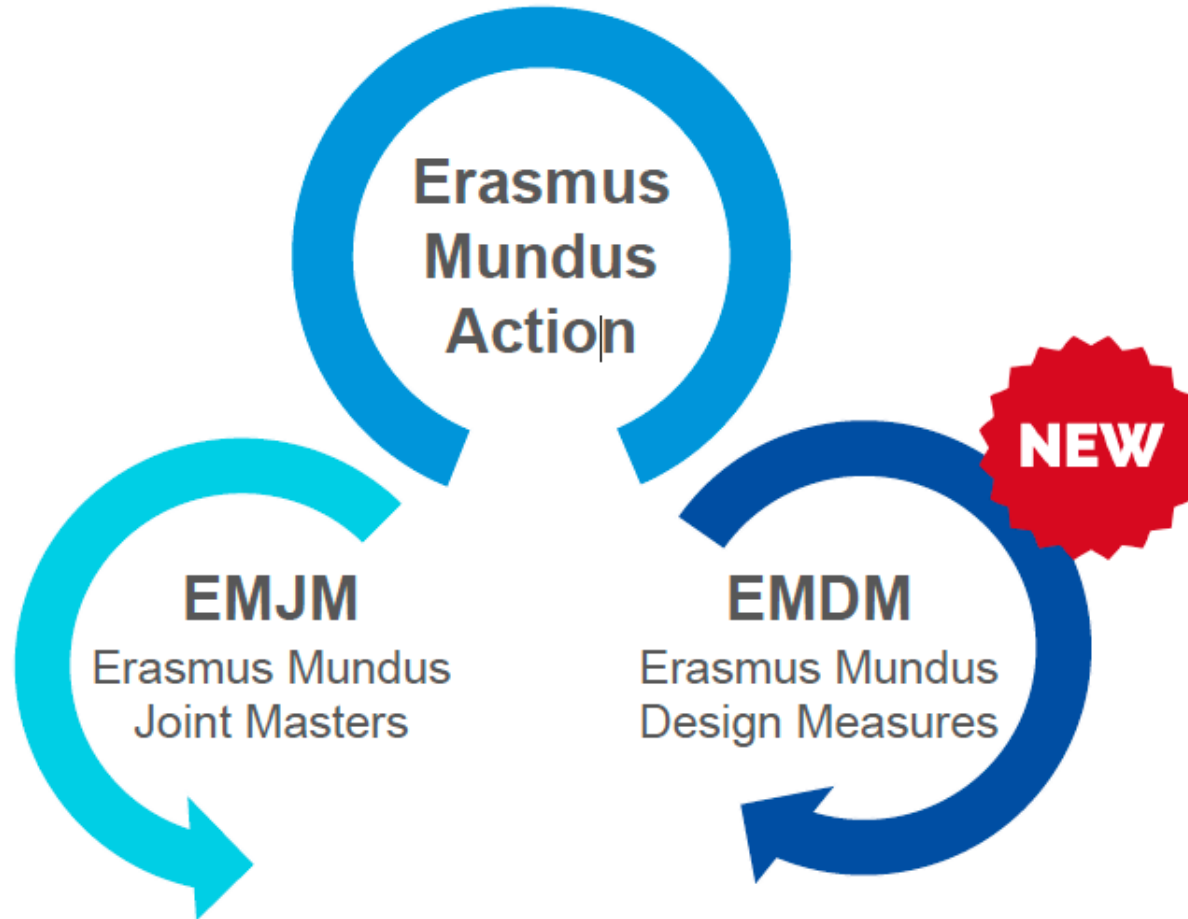 Erasmus
Mundus
Action
NEW
EMJM
Erasmus Mundus
Joint Masters
EMDM
Erasmus Mundus
Design Measures